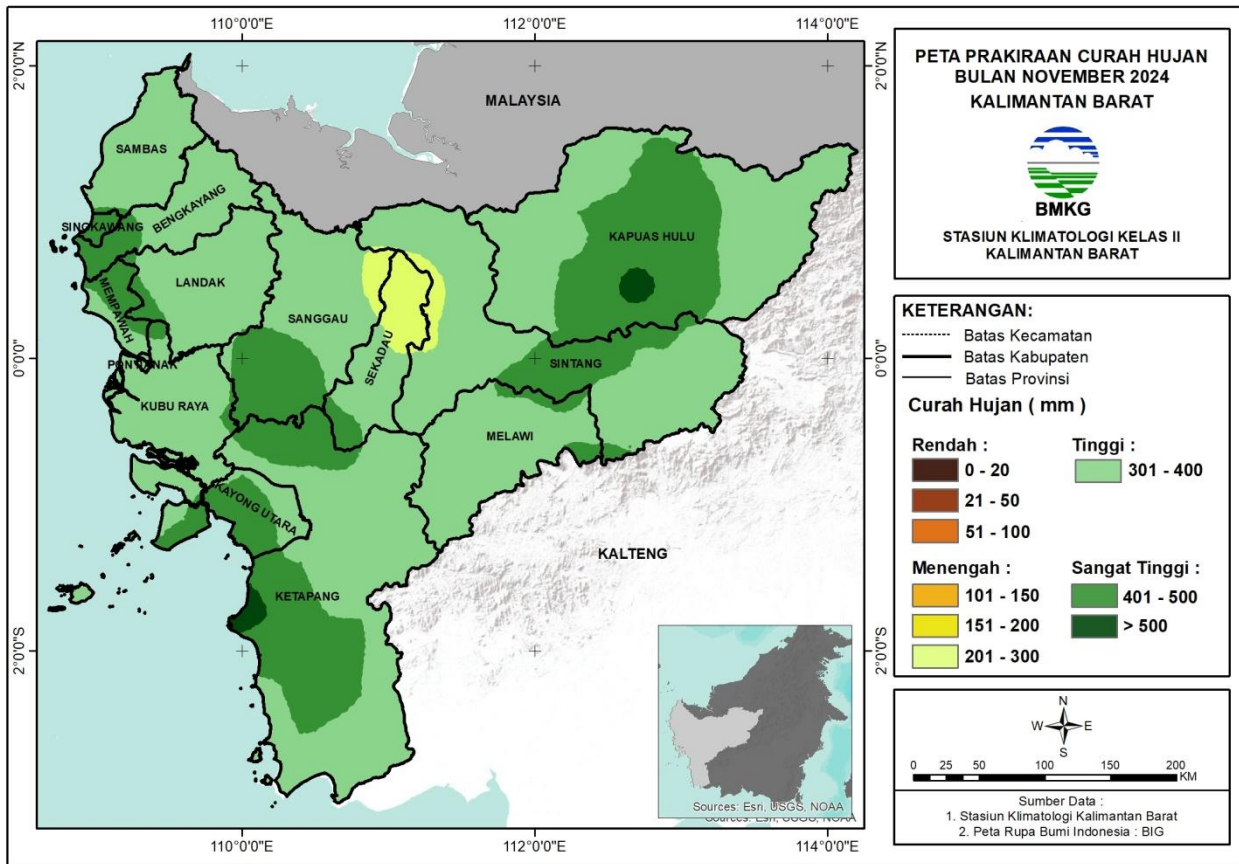 110°0'0"E
112°0'0"E
114°0'0"E
2°0'0"N
0°0'0"
2°0'0"S
2°0'0"N
0°0'0"
2°0'0"S
MALAYSIA
SAMBAS
BENGKAYANG
SINGKAWANG
LANDAK
MEMPAWAH
SANGGAU
SEKADAU
KAPUAS HULU
SINTANG
PONTIANAK
KUBU RAYA
MELAWI
KAYONG UTARA
KETAPANG
KALTENG
Sources: Esri, USGS, NOAA
Sources: Esri, USGS, NOAA
110°0'0"E
112°0'0"E
114°0'0"E
PETA PRAKIRAAN CURAH HUJAN
BULAN NOVEMBER 2024
KALIMANTAN BARAT
BMKG
STASIUN KLIMATOLOGI KELAS II
KALIMANTAN BARAT
KETERANGAN:
Batas Kecamatan
Batas Kabupaten
Batas Provinsi
Curah Hujan ( mm )
Rendah :
0 - 20
21 - 50
51 - 100
Menengah :
101 - 150
151 - 200
201 - 300
Tinggi :
301 - 400
Sangat Tinggi :
401 - 500
> 500
N
W E
S
0 25 50 100 150 200
KM
Sumber Data :
1. Stasiun Klimatologi Kalimantan Barat
2. Peta Rupa Bumi Indonesia : BIG